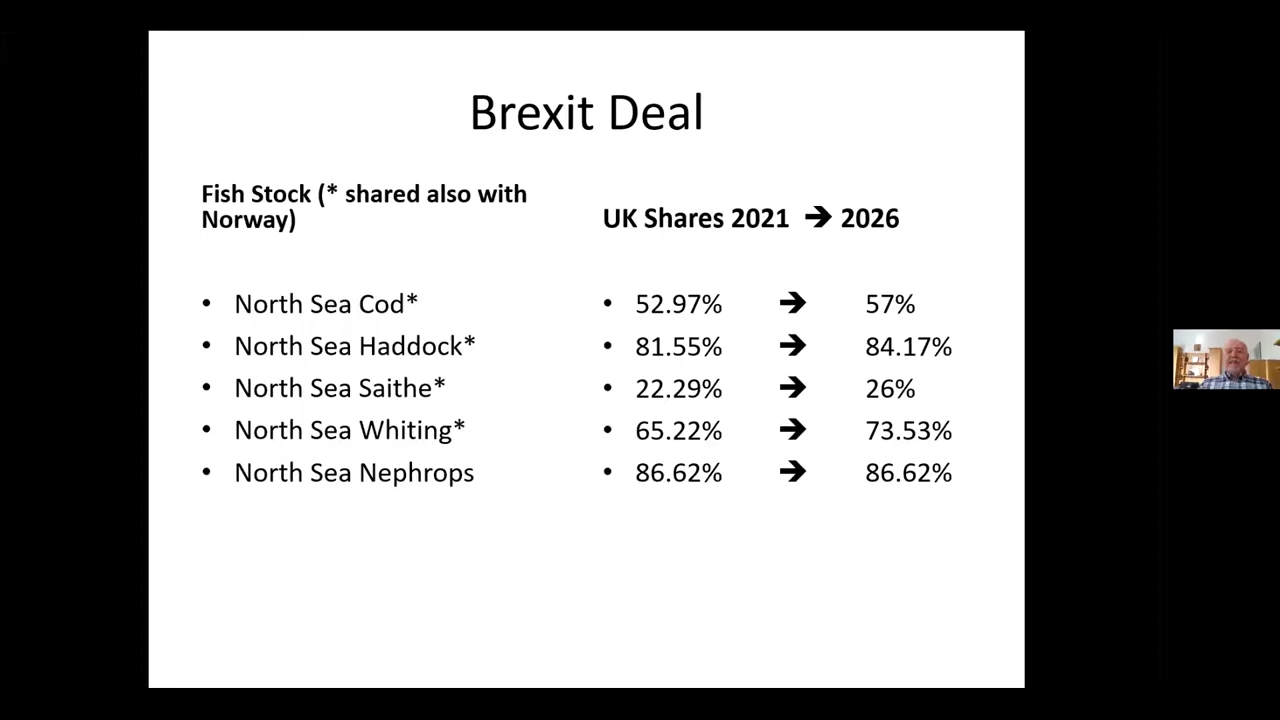 Brexit Deal
Fish Stock (* shared also with
Norway)
UK Shares 2021 ➔ 2026
• North Sea Cod* • 52.97% ➔ 57%
• North Sea Haddock* • 81.55% ➔ 84.17%
• North Sea Saithe* • 22.29% ➔ 26%
• North Sea Whiting* • 65.22% ➔ 73.53%
• North Sea Nephrops • 86.62% ➔ 86.62%